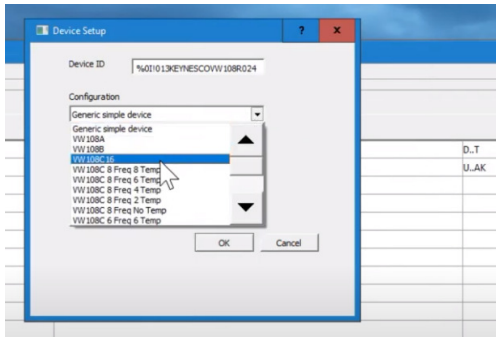 Device Setup
?
x
Device ID
%0I!013KEYNESCOVW108R024
Configuration
Generic simple device
Generic simple device
VW108A
VW108B
VW108C16
VW108C 8 Freq 8 Temp
VW108C 8 Freq 6 Temp
VW108C 8 Freq 4 Temp
VW108C 8 Freq 2 Temp
VW108C 8 Freq No Temp
VW108C 6 Freq 6 Temp
OK
Cancel
D..T
U..AK